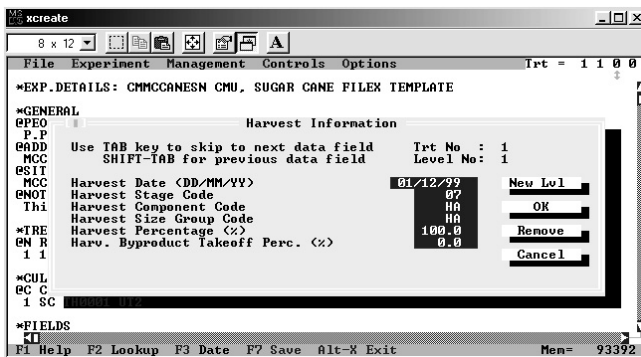 xcreate
8 x 12
File Experiment Management Controls Options Trt = 1 1 0 0
*EXP.DETAILS: CMMCCANESN CMU, SUGAR CANE FILEX TEMPLATE
*GENERAL
@PEO
P.P
@ADD
MCC
@SIT
MCC
@NOT
Thi
*TRE
@N R
1 1
*CUL
@C C
1 SC TH0001 UT2
*FIELDS
Harvest Information
Use TAB key to skip to next data field Trt No : 1
SHIFT-TAB for previous data field Level No: 1
Harvest Date (DD/MM/YY) 01/12/99 New Lvl
Harvest Stage Code 07
Harvest Component Code HA OK
Harvest Size Group Code HA
Harvest Percentage (%) 100.0 Remove
Harv. Byproduct Takeoff Perc. (%) 0.0
Cancel
F1 Help F2 Lookup F3 Date F7 Save Alt-X Exit Mem= 93392